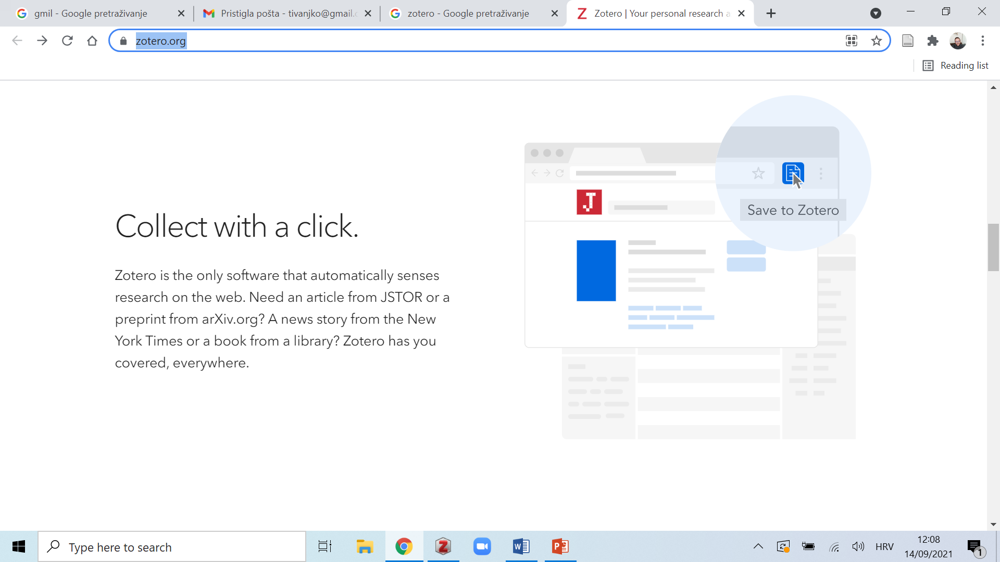 gmil - Google pretraživanje
Pristigla pošta - tivanjko@gmail.c
zotero - Google pretraživanje
Z Zotero | Your personal research a
zotero.org
Reading list
J
Save to Zotero
Collect with a click.
Zotero is the only software that automatically senses
research on the web. Need an article from JSTOR or a
preprint from arXiv.org? A news story from the New
York Times or a book from a library? Zotero has you
covered, everywhere.
Type here to search
Z
W
P
HRV
12:08
14/09/2021
1